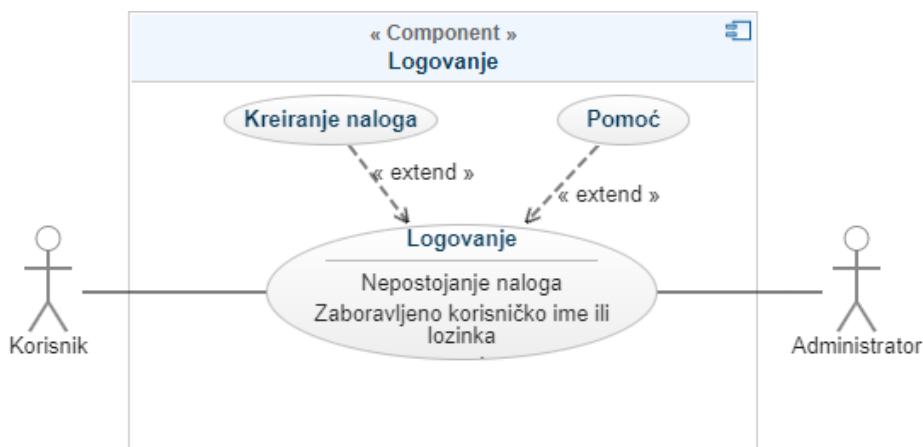 « Component »
Logovanje
Kreiranje naloga
Pomoć
« extend »
« extend »
Logovanje
Nepostojanje naloga
Zaboravljeno korisničko ime ili
lozinka
Korisnik
Administrator